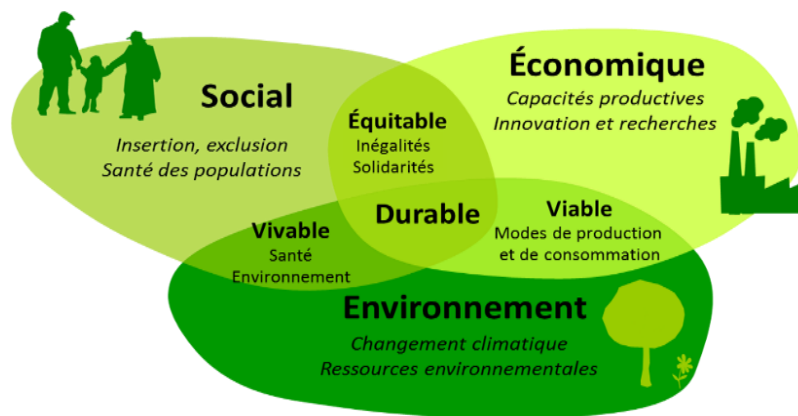 Social
Insertion, exclusion
Santé des populations
Économique
Capacités productives
Innovation et recherches
Équitable
Inégalités
Solidarités
Durable
Vivable
Santé
Environnement
Viable
Modes de production
et de consommation
Environnement
Changement climatique
Ressources environnementales